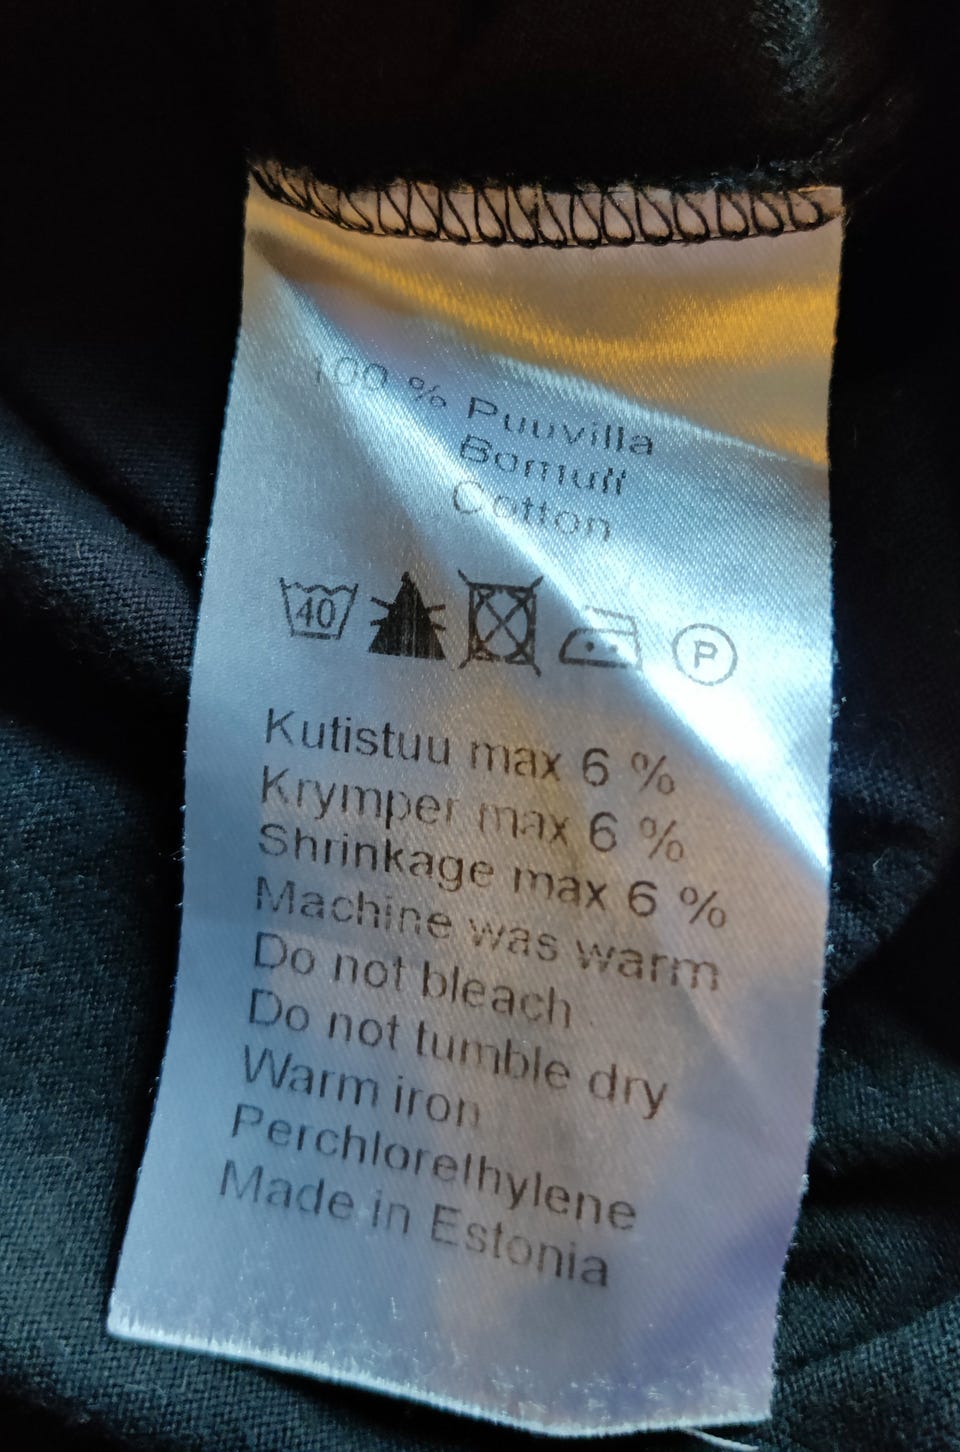 100 % Puuvilla
Bomull
Cotton
40 P
Kutistuu max 6 %
Krymper max 6 %
Shrinkage max 6 %
Machine was warm
Do not bleach
Do not tumble dry
Warm iron
Perchlorethylene
Made in Estonia